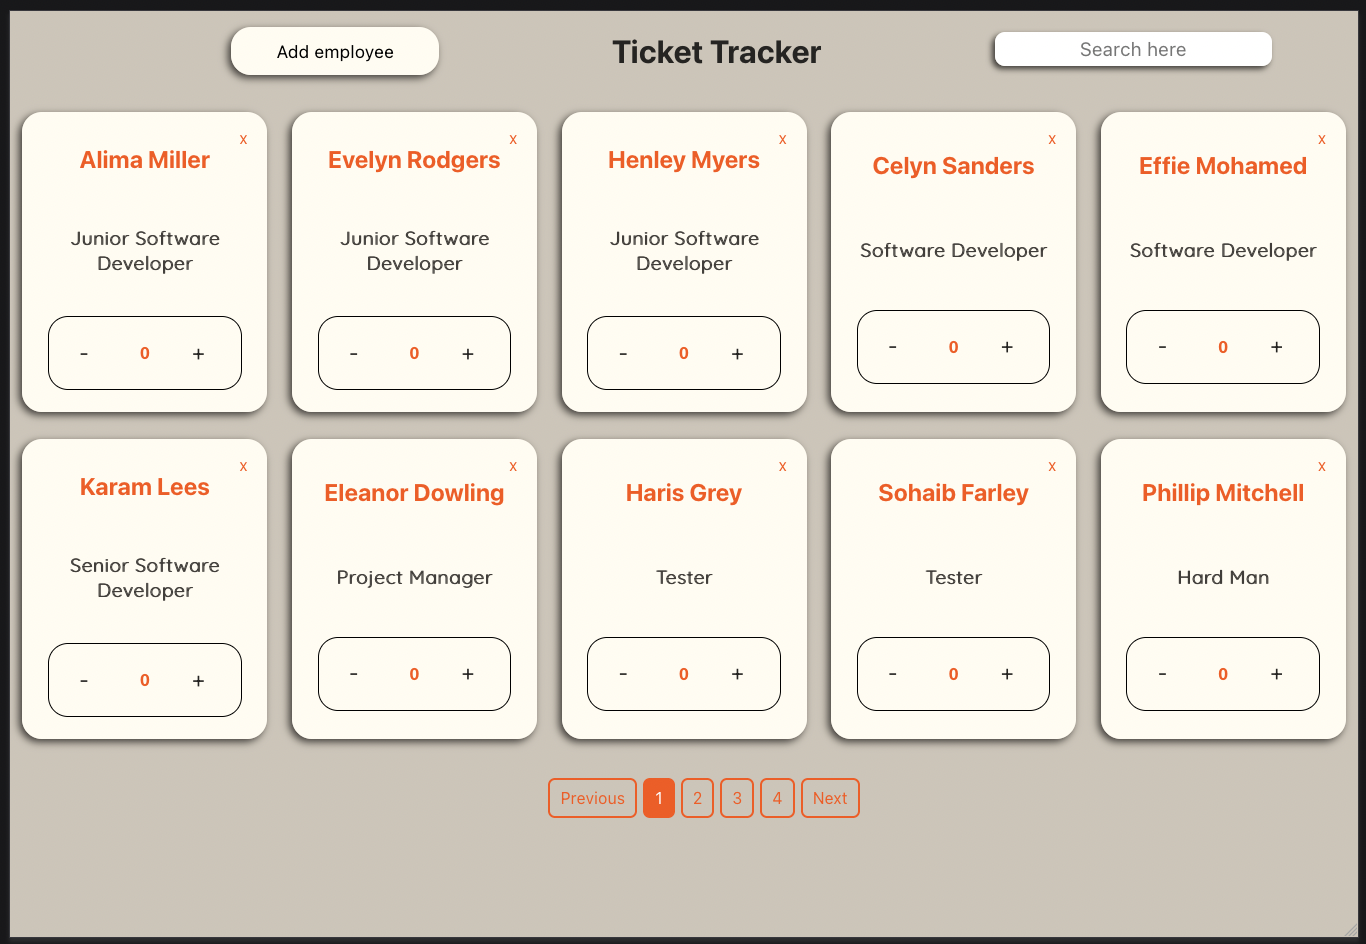 Add employee
Ticket Tracker
Search here
x
Alima Miller
Junior Software
Developer
- 0 +
x
Evelyn Rodgers
Junior Software
Developer
- 0 +
x
Henley Myers
Junior Software
Developer
- 0 +
x
Celyn Sanders
Software Developer
- 0 +
x
Effie Mohamed
Software Developer
- 0 +
x
Karam Lees
Senior Software
Developer
- 0 +
x
Eleanor Dowling
Project Manager
- 0 +
x
Haris Grey
Tester
- 0 +
x
Sohaib Farley
Tester
- 0 +
x
Phillip Mitchell
Hard Man
- 0 +
Previous 1 2 3 4 Next